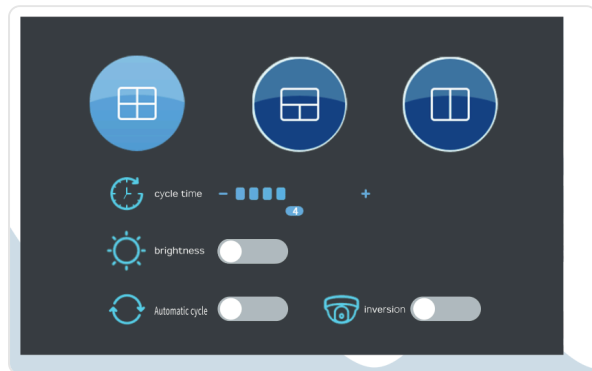 cycle time - +
4
brightness
Automatic cycle
inversion